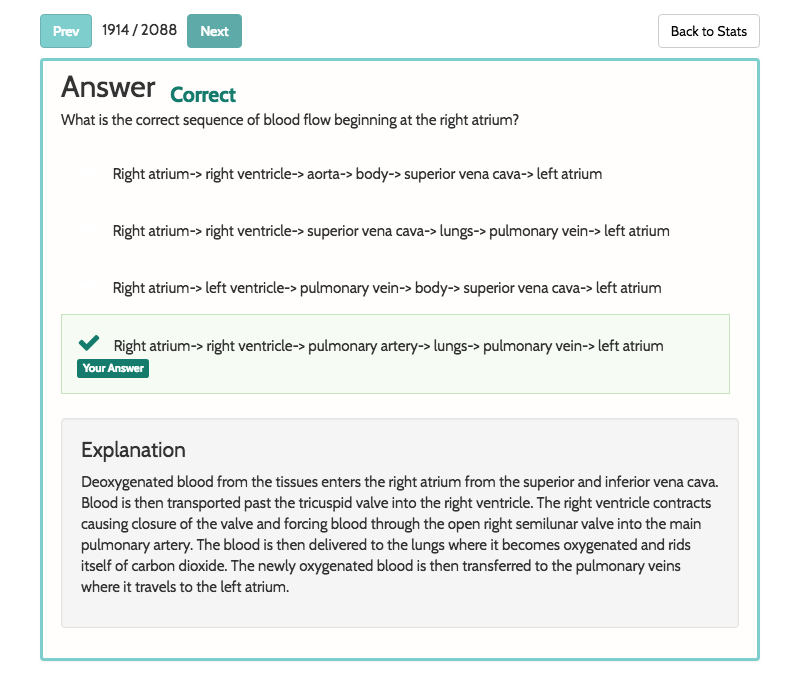 Prev 1914 / 2088 Next Back to Stats
Answer Correct
What is the correct sequence of blood flow beginning at the right atrium?
Right atrium-> right ventricle-> aorta-> body-> superior vena cava-> left atrium
Right atrium-> right ventricle-> superior vena cava-> lungs-> pulmonary vein-> left atrium
Right atrium-> left ventricle-> pulmonary vein-> body-> superior vena cava-> left atrium
Right atrium-> right ventricle-> pulmonary artery-> lungs-> pulmonary vein-> left atrium
Your Answer
Explanation
Deoxygenated blood from the tissues enters the right atrium from the superior and inferior vena cava.
Blood is then transported past the tricuspid valve into the right ventricle. The right ventricle contracts
causing closure of the valve and forcing blood through the open right semilunar valve into the main
pulmonary artery. The blood is then delivered to the lungs where it becomes oxygenated and rids
itself of carbon dioxide. The newly oxygenated blood is then transferred to the pulmonary veins
where it travels to the left atrium.